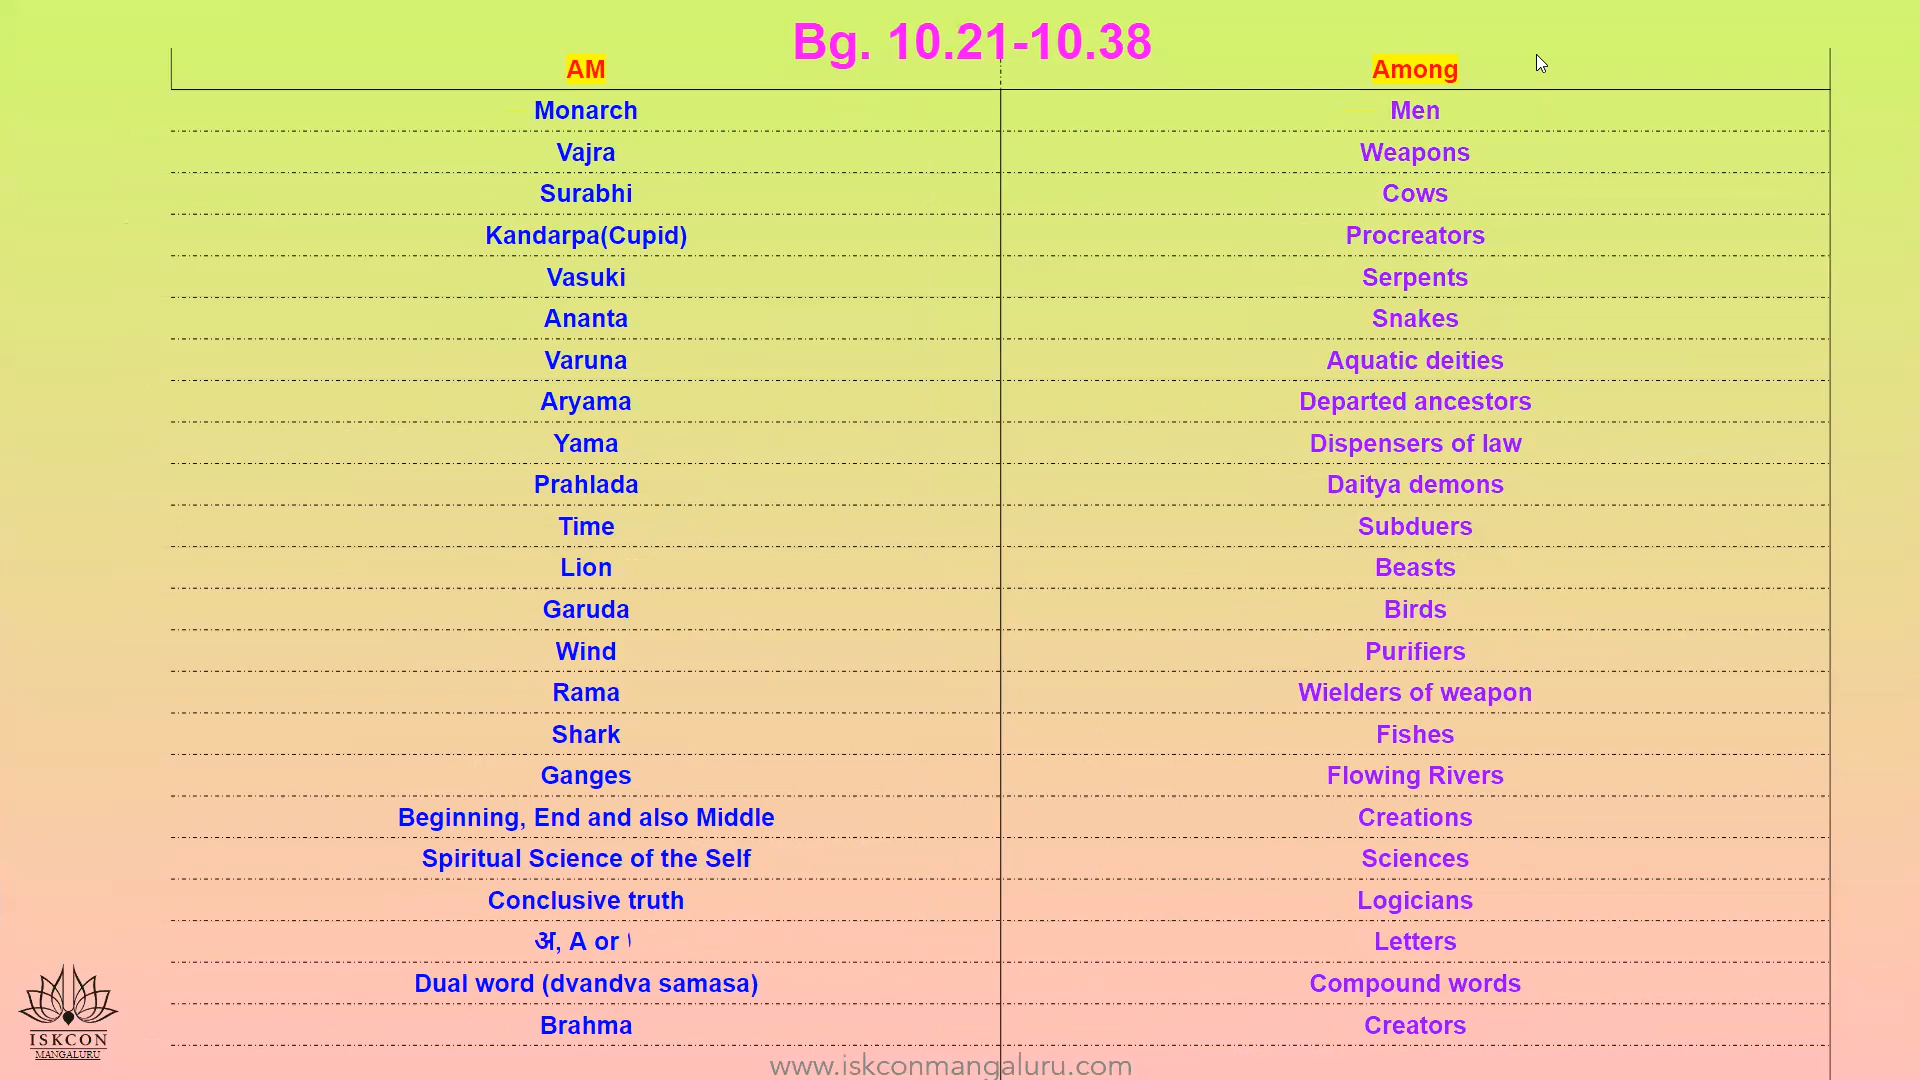 Bg. 10.21-10.38
AM Among
Monarch Men
Vajra Weapons
Surabhi Cows
Kandarpa(Cupid) Procreators
Vasuki Serpents
Ananta Snakes
Varuna Aquatic deities
Aryama Departed ancestors
Yama Dispensers of law
Prahlada Daitya demons
Time Subduers
Lion Beasts
Garuda Birds
Wind Purifiers
Rama Wielders of weapon
Shark Fishes
Ganges Flowing Rivers
Beginning, End and also Middle Creations
Spiritual Science of the Self Sciences
Conclusive truth Logicians
अ, A or Letters
Dual word (dvandva samasa) Compound words
Brahma Creators
ISKCON
MANGALURU
www.iskconmangaluru.com